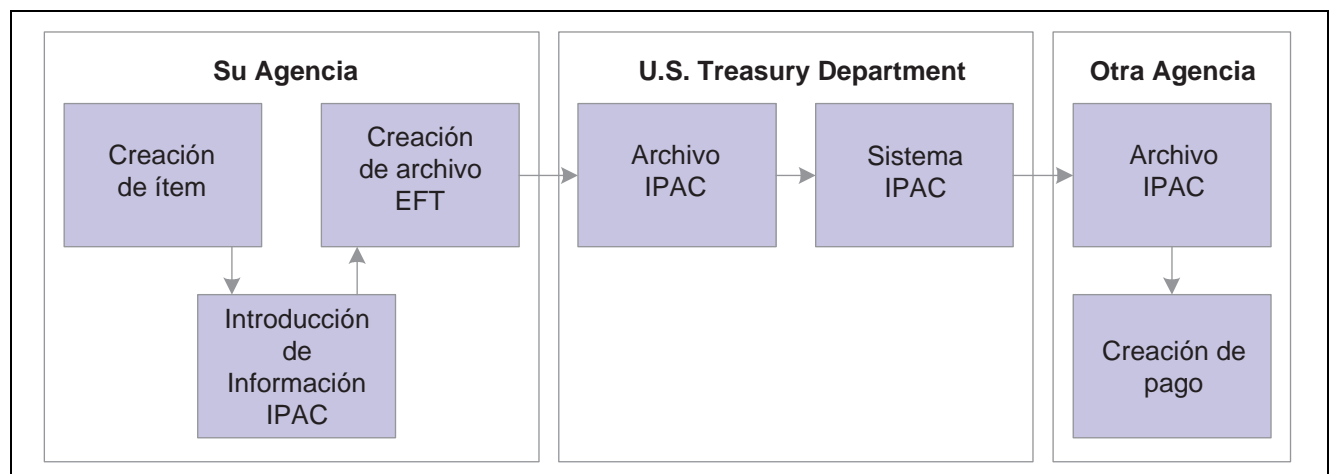 Su Agencia
Creación
de ítem
Introducción
de
Información
IPAC
Creación
de archivo
EFT
U.S. Treasury Department
Archivo
IPAC
Sistema
IPAC
Otra Agencia
Archivo
IPAC
Creación de
pago